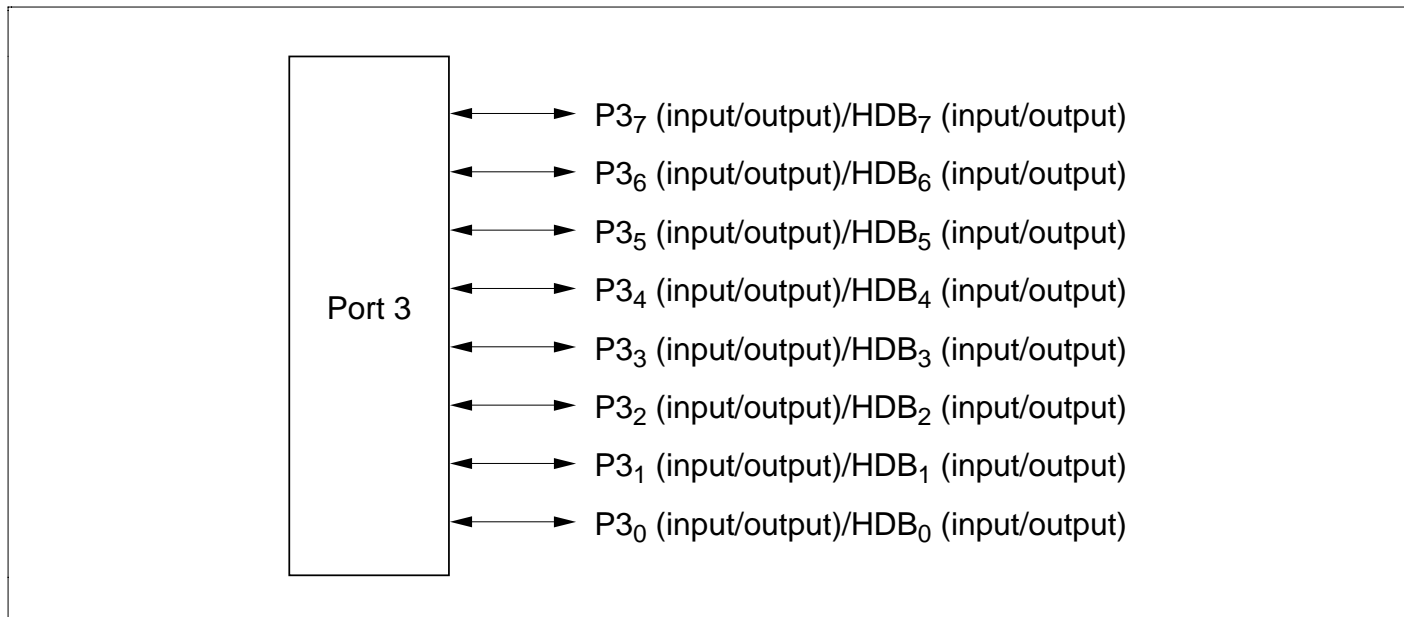 P3₇ (input/output)/HDB₇ (input/output)
P3₆ (input/output)/HDB₆ (input/output)
P3₅ (input/output)/HDB₅ (input/output)
P3₄ (input/output)/HDB₄ (input/output)
Port 3
P3₃ (input/output)/HDB₃ (input/output)
P3₂ (input/output)/HDB₂ (input/output)
P3₁ (input/output)/HDB₁ (input/output)
P3₀ (input/output)/HDB₀ (input/output)